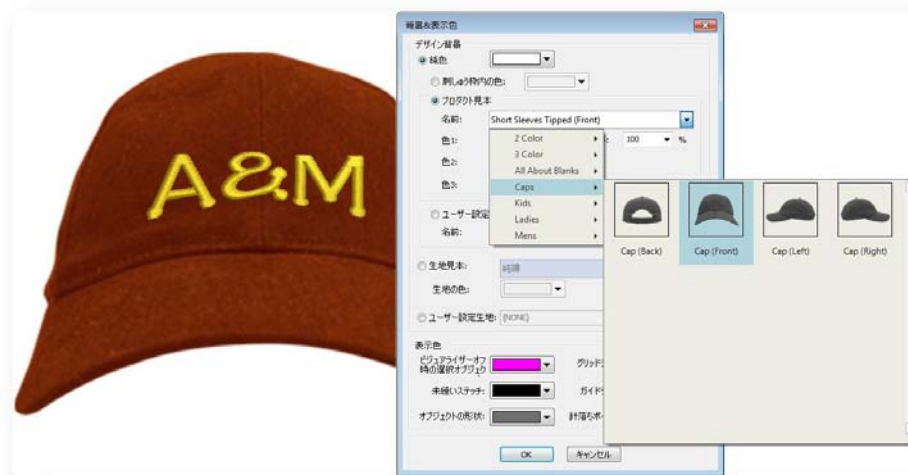 A&M
背景&表示色
デザイン背景
純色
刺しゅう枠内の色:
プロダクト見本
名前: Short Sleeves Tipped (Front)
色1: 100 %
色2:
色3:
2 Color
3 Color
All About Blanks
Caps
Kids
Ladies
Mens
Cap (Back) Cap (Front) Cap (Left) Cap (Right)
ユーザー設定
名前:
生地見本:
生地の色:
ユーザー設定生地: (NONE)
表示色
ビジュアライザーオフ
時の選択オブジェク
グリッド
未縫いステッチ: ガイド
オブジェクトの形状: 針落ちポ
OK キャンセル